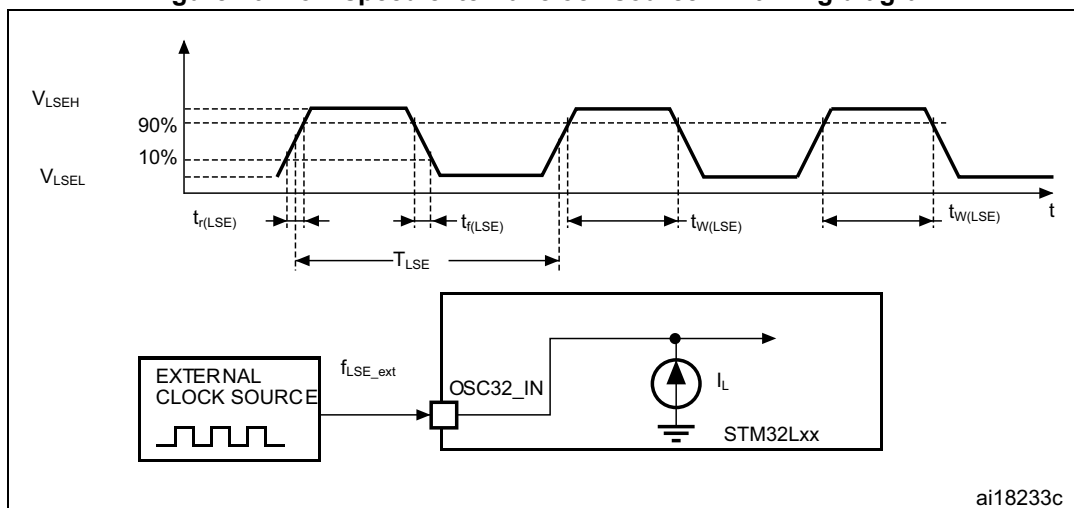 V_LSEH
90%
10%
V_LSEL
t_r(LSE)
t_f(LSE)
t_W(LSE)
t_W(LSE)
t
T_LSE
EXTERNAL
CLOCK SOURCE
f_LSE_ext
OSC32_IN
I_L
STM32Lxx
ai18233c